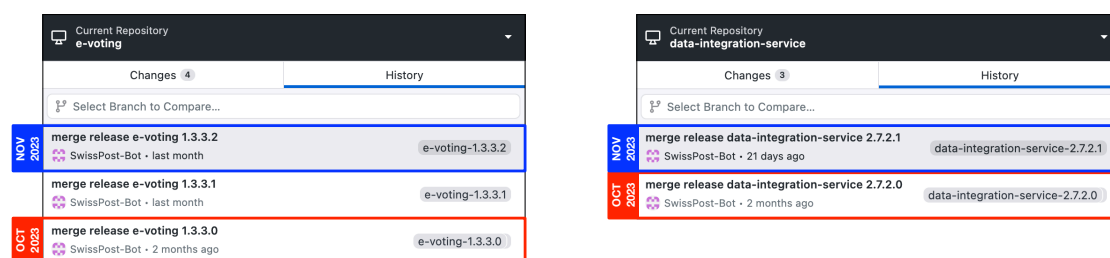 Current Repository
e-voting
Changes 4
History
Select Branch to Compare...
NOV
2023
merge release e-voting 1.3.3.2
SwissPost-Bot • last month
e-voting-1.3.3.2
merge release e-voting 1.3.3.1
SwissPost-Bot • last month
e-voting-1.3.3.1
OCT
2023
merge release e-voting 1.3.3.0
SwissPost-Bot • 2 months ago
e-voting-1.3.3.0
Current Repository
data-integration-service
Changes 3
History
Select Branch to Compare...
NOV
2023
merge release data-integration-service 2.7.2.1
SwissPost-Bot • 21 days ago
data-integration-service-2.7.2.1
OCT
2023
merge release data-integration-service 2.7.2.0
SwissPost-Bot • 2 months ago
data-integration-service-2.7.2.0